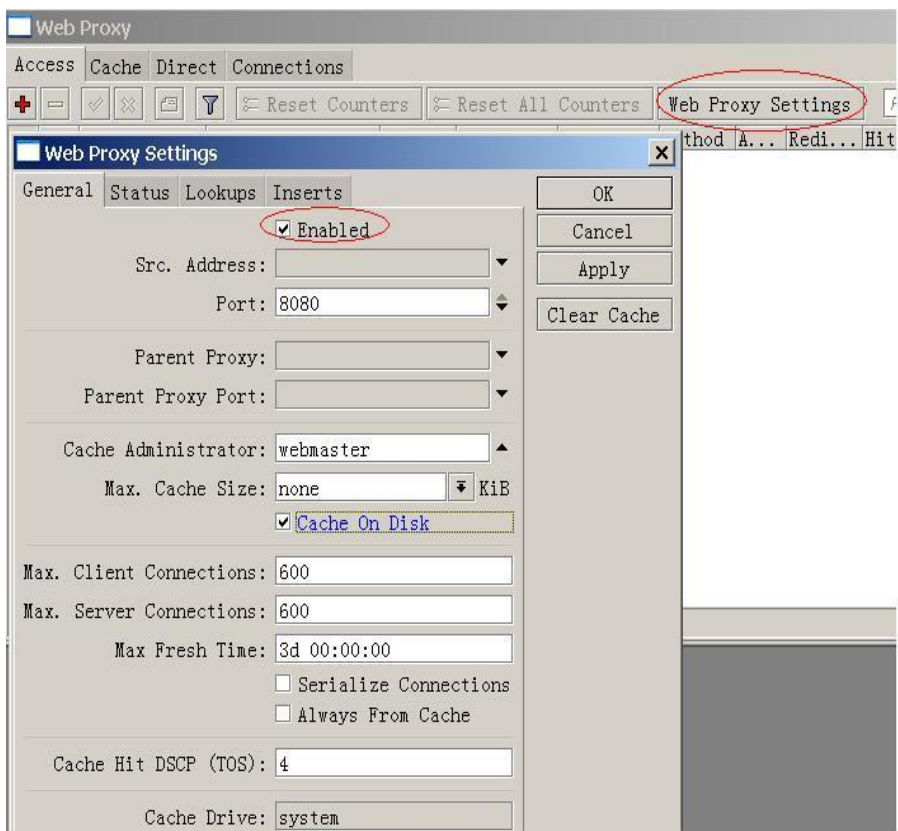 Web Proxy
Access Cache Direct Connections
Reset Counters Reset All Counters Web Proxy Settings
thod A... Redi... Hit
Web Proxy Settings
General Status Lookups Inserts
OK
Enabled
Cancel
Src. Address:
Apply
Port: 8080
Clear Cache
Parent Proxy:
Parent Proxy Port:
Cache Administrator: webmaster
Max. Cache Size: none KiB
Cache On Disk
Max. Client Connections: 600
Max. Server Connections: 600
Max Fresh Time: 3d 00:00:00
Serialize Connections
Always From Cache
Cache Hit DSCP (TOS): 4
Cache Drive: system